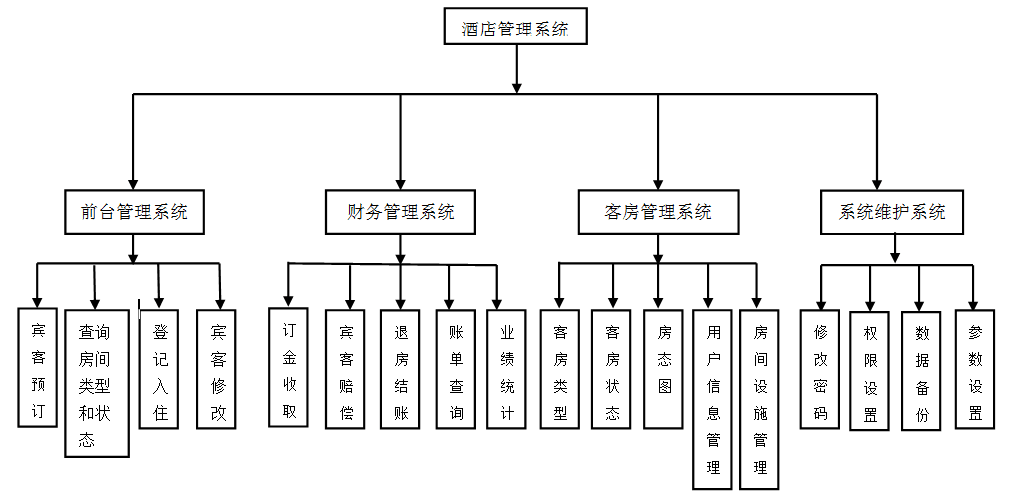 酒店管理系统
前台管理系统
财务管理系统
客房管理系统
系统维护系统
宾客预订
查询
房间
类型
和状
态
登记入住
宾客修改
订金收取
宾客赔偿
退房结账
账单查询
业绩统计
客房类型
客房状态
房态图
用户信息管理
房间设施管理
修改密码
权限设置
数据备份
参数设置